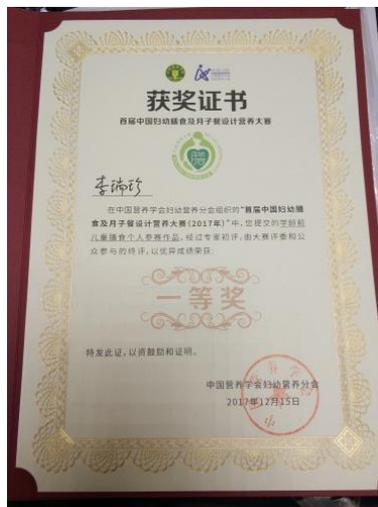 获奖证书
首届中国妇幼膳食及月子餐设计营养大赛
李瑞珍
在中国营养学会妇幼营养分会组织的“首届中国妇幼膳
食及月子餐设计营养大赛(2017年)”中,您提交的学龄前
儿童膳食个人参赛作品,经过专家初评,由大赛评委和公
众参与的终评,以优异成绩荣获:
一等奖
特发此证,以资鼓励和证明。
中国营养学会妇幼营养分会
2017年12月15日